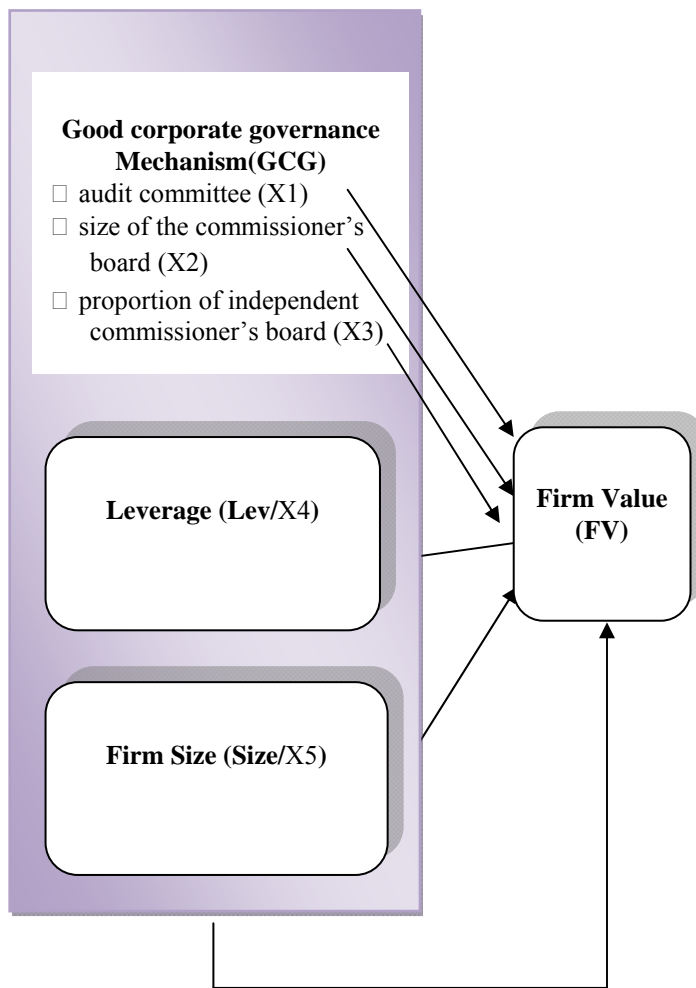 Good corporate governance
Mechanism(GCG)
□ audit committee (X1)
□ size of the commissioner's
board (X2)
□ proportion of independent
commissioner's board (X3)
Leverage (Lev/X4)
Firm Value
(FV)
Firm Size (Size/X5)